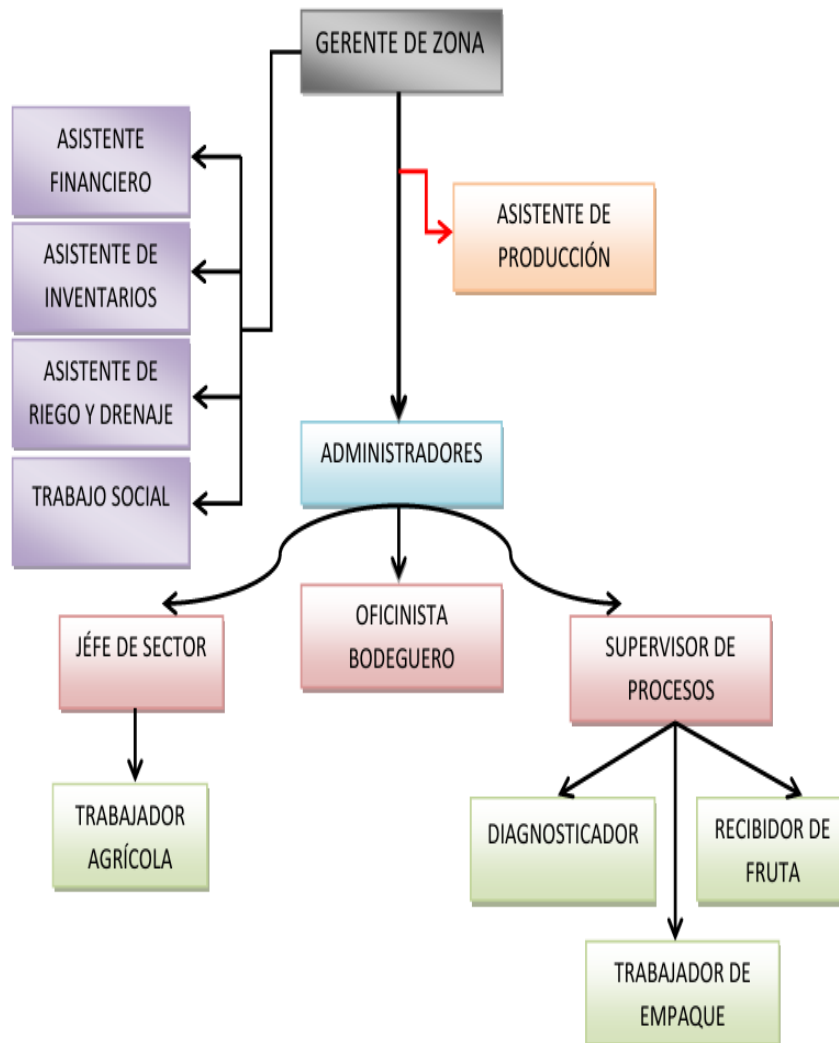 GERENTE DE ZONA
ASISTENTE
FINANCIERO
ASISTENTE DE
PRODUCCIÓN
ASISTENTE DE
INVENTARIOS
ASISTENTE DE
RIEGO Y DRENAJE
TRABAJO SOCIAL
ADMINISTRADORES
JÉFE DE SECTOR
OFICINISTA
BODEGUERO
SUPERVISOR DE
PROCESOS
TRABAJADOR
AGRÍCOLA
DIAGNOSTICADOR
RECIBIDOR DE
FRUTA
TRABAJADOR DE
EMPAQUE